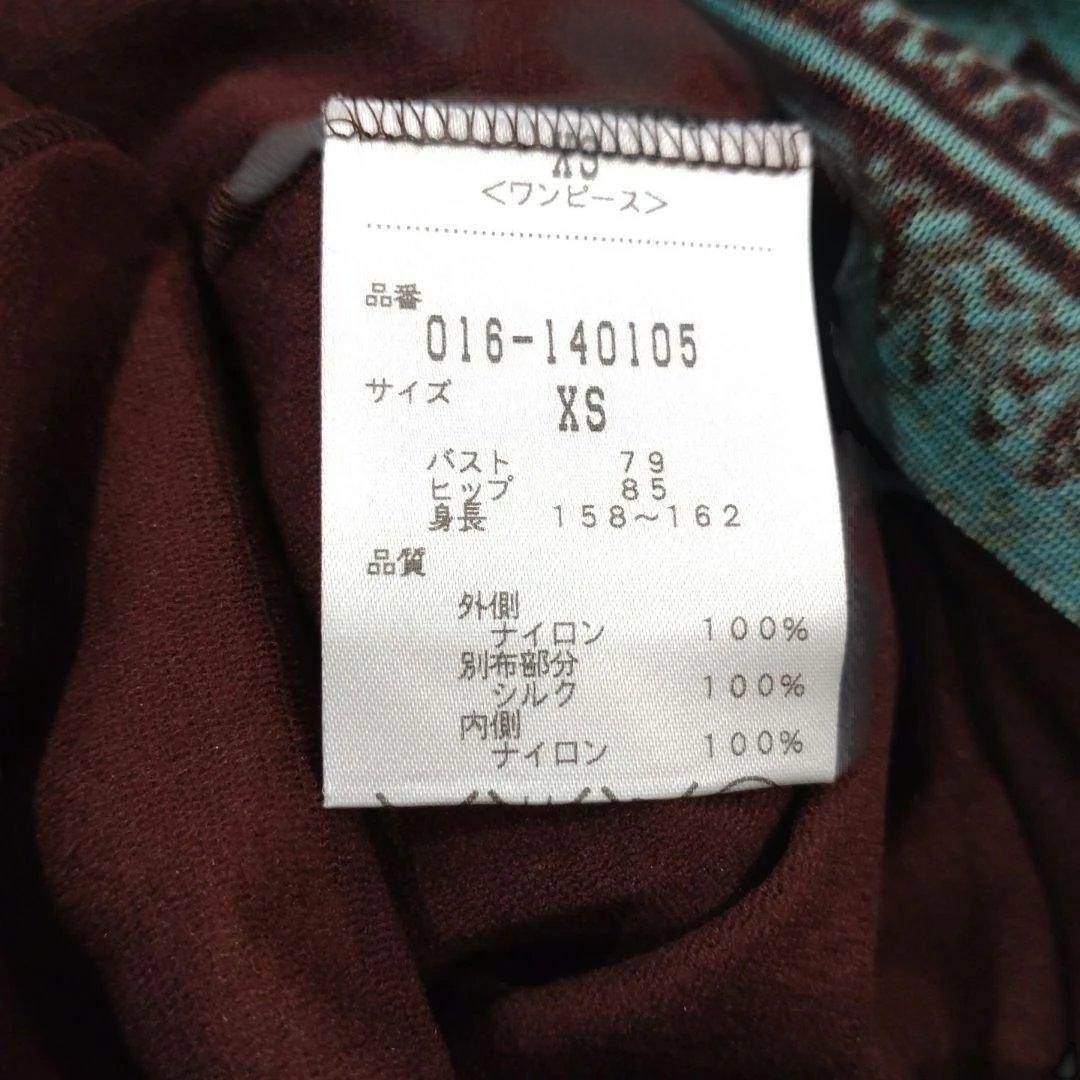 XS
<ワンピース>
品番
016-140105
サイズ
XS
バスト 79
ヒップ 85
身長 158～162
品質
外側
ナイロン 100%
別布部分
シルク 100%
内側
ナイロン 100%